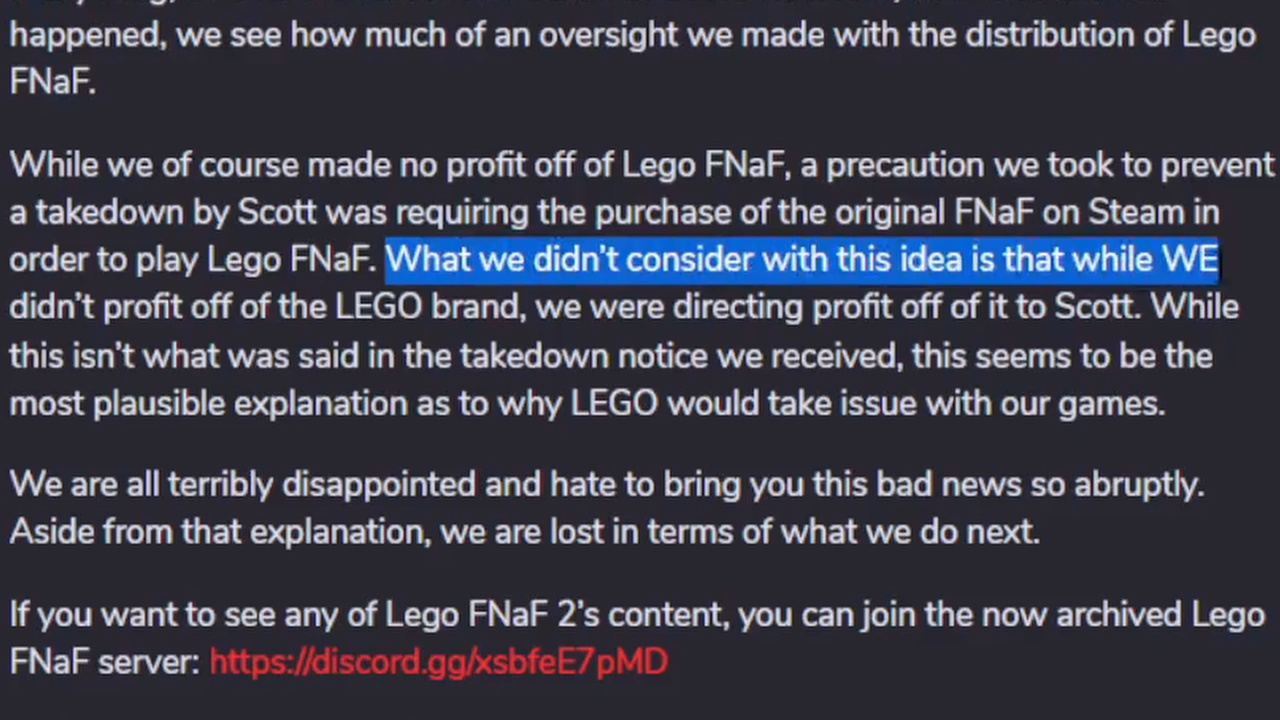 happened, we see how much of an oversight we made with the distribution of Lego
FNaF.
While we of course made no profit off of Lego FNaF, a precaution we took to prevent
a takedown by Scott was requiring the purchase of the original FNaF on Steam in
order to play Lego FNaF. What we didn't consider with this idea is that while WE
didn't profit off of the LEGO brand, we were directing profit off of it to Scott. While
this isn't what was said in the takedown notice we received, this seems to be the
most plausible explanation as to why LEGO would take issue with our games.
We are all terribly disappointed and hate to bring you this bad news so abruptly.
Aside from that explanation, we are lost in terms of what we do next.
If you want to see any of Lego FNaF 2's content, you can join the now archived Lego
FNaF server: https://discord.gg/xsbfeE7pMD